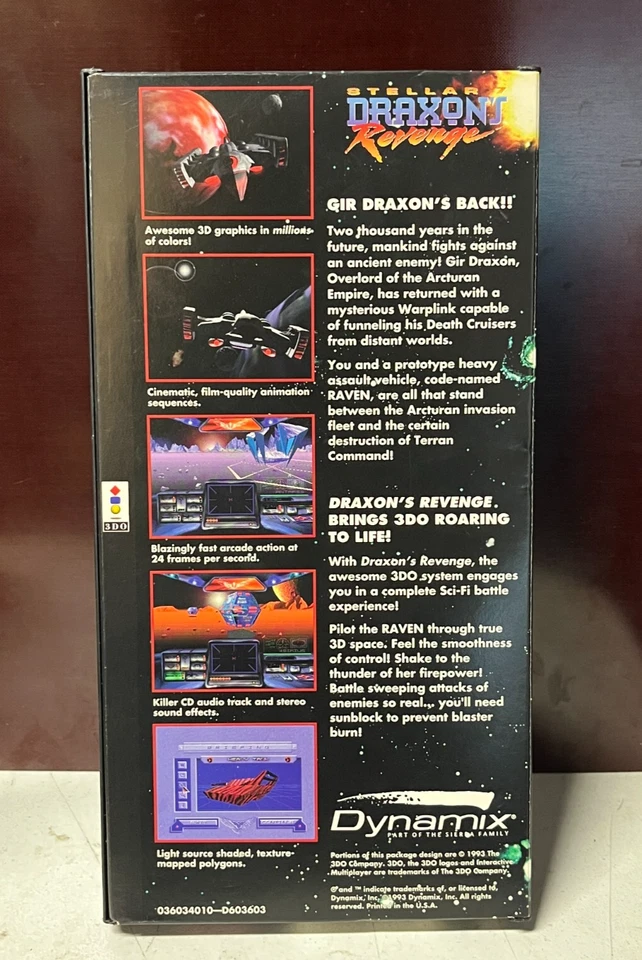 STELLAR
DRAXON'S
Revenge
Awesome 3D graphics in millions
of colors!
Cinematic, film-quality animation
sequences.
Blazingly fast arcade action at
24 frames per second.
Killer CD audio track and stereo
sound effects.
Light source shaded, texture-
mapped polygons.
3DO
036034010—D603603
GIR DRAXON'S BACK!!
Two thousand years in the
future, mankind fights against
an ancient enemy! Gir Draxon,
Overlord of the Arcturan
Empire, has returned with a
mysterious Warplink capable
of funneling his Death Cruisers
from distant worlds.
You and a prototype heavy
assault vehicle, code-named
RAVEN, are all that stand
between the Arcturan invasion
fleet and the certain
destruction of Terran
Command!
DRAXON'S REVENGE
BRINGS 3DO ROARING
TO LIFE!
With Draxon's Revenge, the
awesome 3DO system engages
you in a complete Sci-Fi battle
experience!
Pilot the RAVEN through true
3D space. Feel the smoothness
of control! Shake to the
thunder of her firepower!
Battle sweeping attacks of
enemies so real... you'll need
sunblock to prevent blaster
burn!
Dynamix®
PART OF THE SIERRA FAMILY
Portions of this package design are © 1993 The
3DO Company. 3DO, the 3DO logos and Interactive
Multiplayer are trademarks of The 3DO Company.
® and ™ indicate trademarks of, or licensed to,
Dynamix, Inc. ©1993 Dynamix, Inc. All rights
reserved. Printed in the U.S.A.